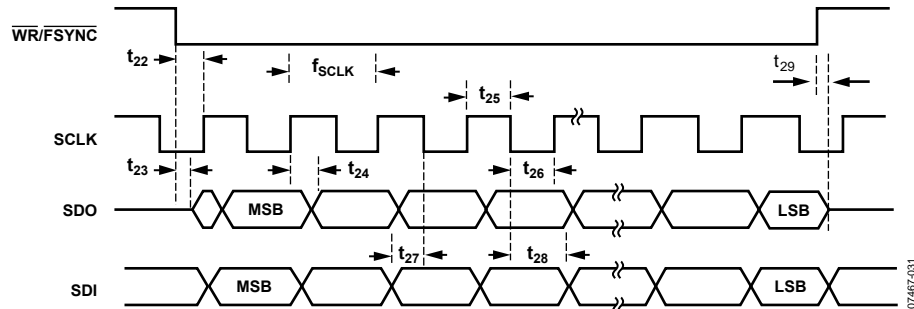 WR/FSYNC
t22
fSCLK
t29
t25
SCLK
t23
t24
t26
SDO
MSB
LSB
t27
t28
SDI
MSB
LSB
07467-031